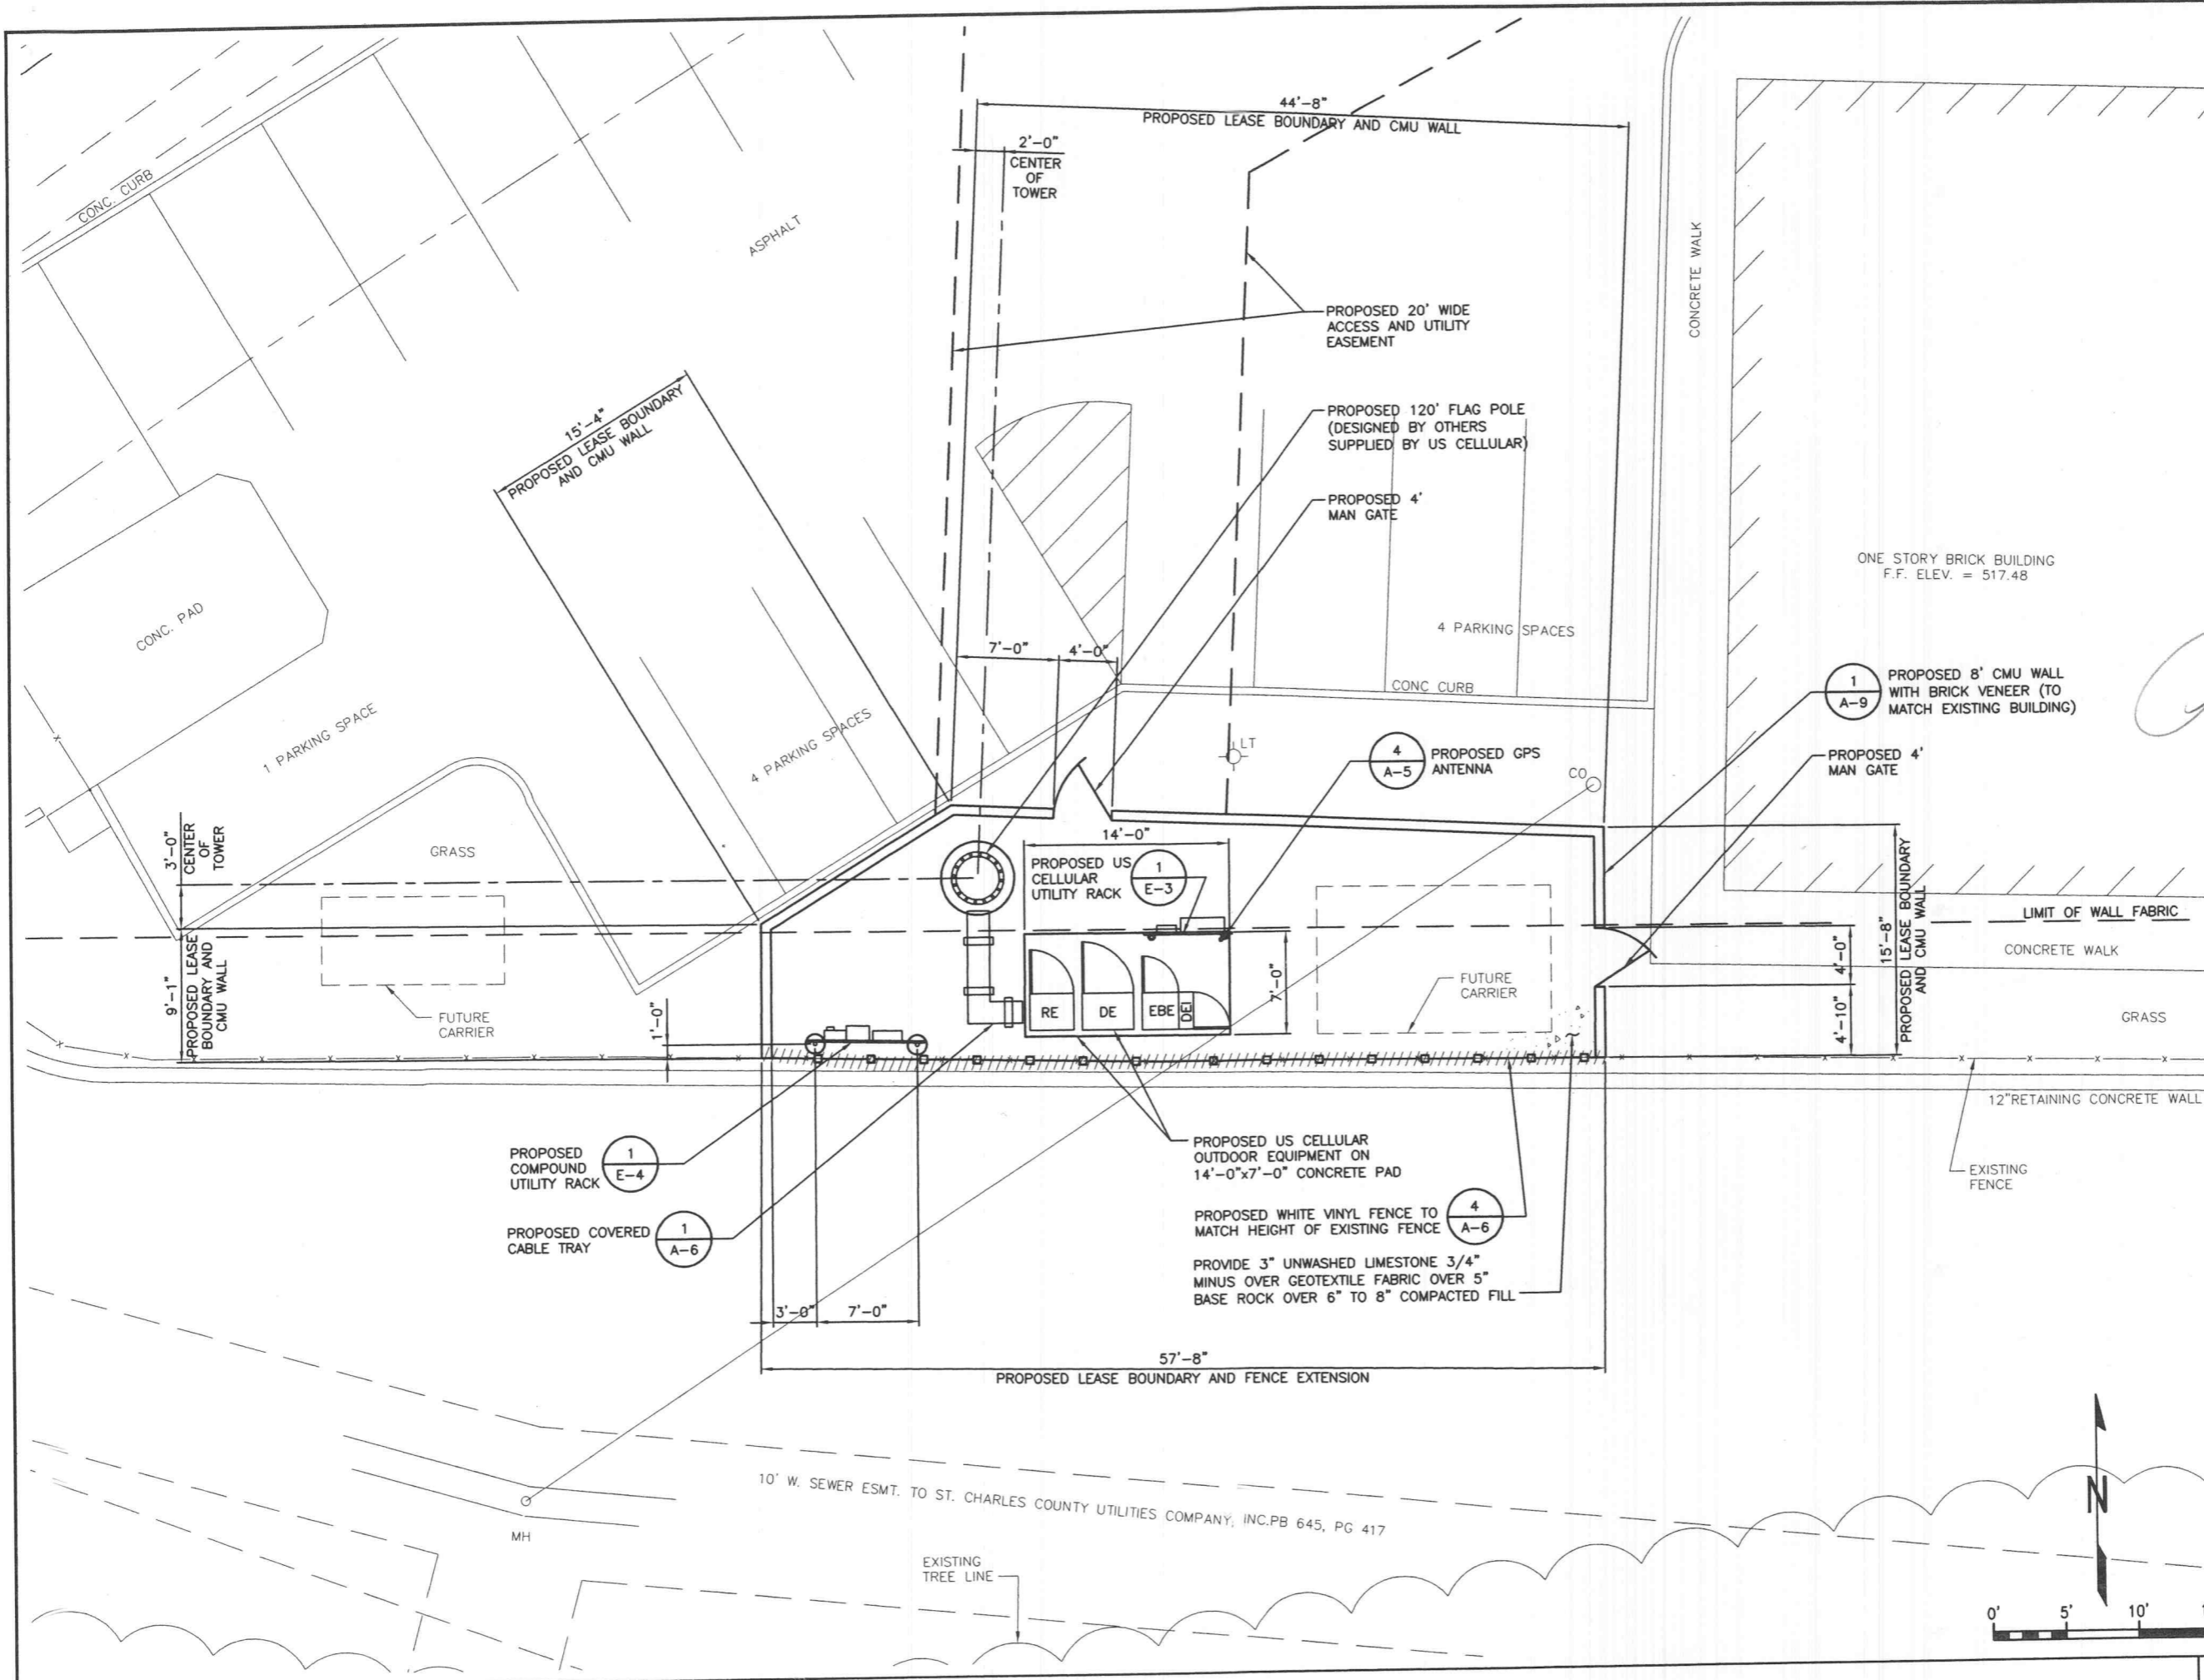 44'-8"
PROPOSED LEASE BOUNDARY AND CMU WALL
2'-0"
CENTER
OF
TOWER
CONC. CURB
ASPHALT
CONCRETE WALK
PROPOSED 20' WIDE
ACCESS AND UTILITY
EASEMENT
15'-4"
PROPOSED LEASE BOUNDARY
AND CMU WALL
PROPOSED 120' FLAG POLE
(DESIGNED BY OTHERS
SUPPLIED BY US CELLULAR)
PROPOSED 4'
MAN GATE
ONE STORY BRICK BUILDING
F.F. ELEV. = 517.48
CONC. PAD
4 PARKING SPACES
7'-0"
4'-0"
CONC CURB
1
A-9
PROPOSED 8' CMU WALL
WITH BRICK VENEER (TO
MATCH EXISTING BUILDING)
1 PARKING SPACE
4 PARKING SPACES
LT
4
A-5
PROPOSED GPS
ANTENNA
CO
PROPOSED 4'
MAN GATE
3'-0"
CENTER
OF
TOWER
GRASS
14'-0"
PROPOSED US
CELLULAR
UTILITY RACK
1
E-3
LIMIT OF WALL FABRIC
CONCRETE WALK
9'-1"
PROPOSED LEASE
BOUNDARY AND
CMU WALL
FUTURE
CARRIER
1'-0"
RE
DE
EBE
DEI
7'-0"
FUTURE
CARRIER
4'-0"
4'-10"
15'-8"
PROPOSED LEASE BOUNDARY
AND CMU WALL
GRASS
12"RETAINING CONCRETE WALL
PROPOSED
COMPOUND
UTILITY RACK
1
E-4
PROPOSED US CELLULAR
OUTDOOR EQUIPMENT ON
14'-0"x7'-0" CONCRETE PAD
EXISTING
FENCE
PROPOSED COVERED
CABLE TRAY
1
A-6
PROPOSED WHITE VINYL FENCE TO
MATCH HEIGHT OF EXISTING FENCE
4
A-6
PROVIDE 3" UNWASHED LIMESTONE 3/4"
MINUS OVER GEOTEXTILE FABRIC OVER 5"
BASE ROCK OVER 6" TO 8" COMPACTED FILL
3'-0"
7'-0"
57'-8"
PROPOSED LEASE BOUNDARY AND FENCE EXTENSION
10' W. SEWER ESMT. TO ST. CHARLES COUNTY UTILITIES COMPANY, INC.PB 645, PG 417
MH
EXISTING
TREE LINE
N
0'
5'
10'